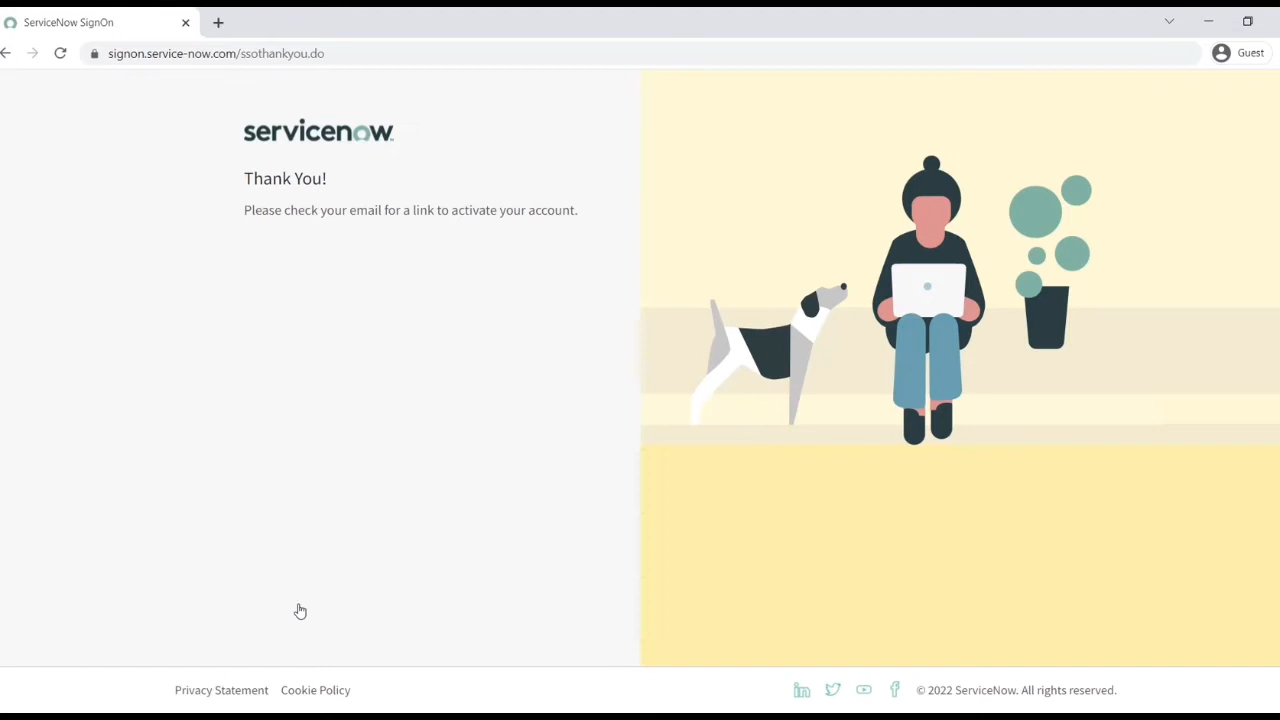 ServiceNow SignOn
signon.service-now.com/ssothankyou.do
Guest
servicenow
Thank You!
Please check your email for a link to activate your account.
Privacy Statement Cookie Policy
© 2022 ServiceNow. All rights reserved.